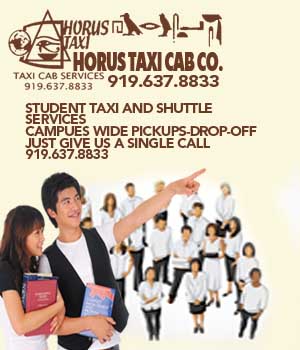 HORUS
TAXI
HORUS TAXI CAB CO.
TAXI CAB SERVICES
919.637.8833
919.637.8833
STUDENT TAXI AND SHUTTLE
SERVICES
CAMPUES WIDE PICKUPS-DROP-OFF
JUST GIVE US A SINGLE CALL
919.637.8833